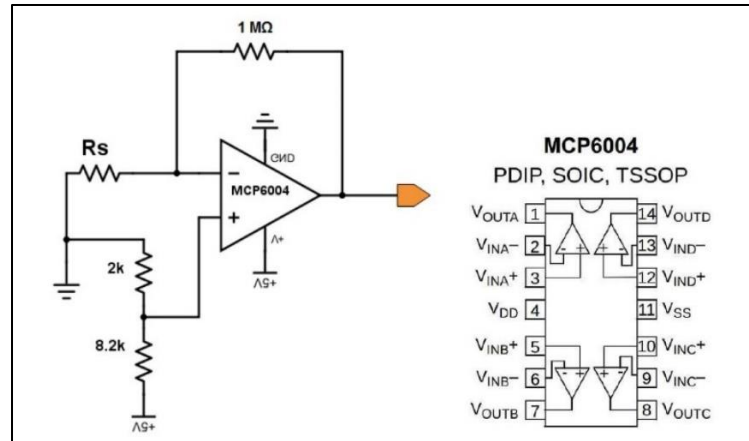 1 MΩ
Rs
GND
MCP6004
V+
+5V
2k
8.2k
+5V
-
+
MCP6004
PDIP, SOIC, TSSOP
VOUTA 1 14 VOUTD
VINA– 2 13 VIND–
VINA+ 3 12 VIND+
VDD 4 11 VSS
VINB+ 5 10 VINC+
VINB– 6 9 VINC–
VOUTB 7 8 VOUTC